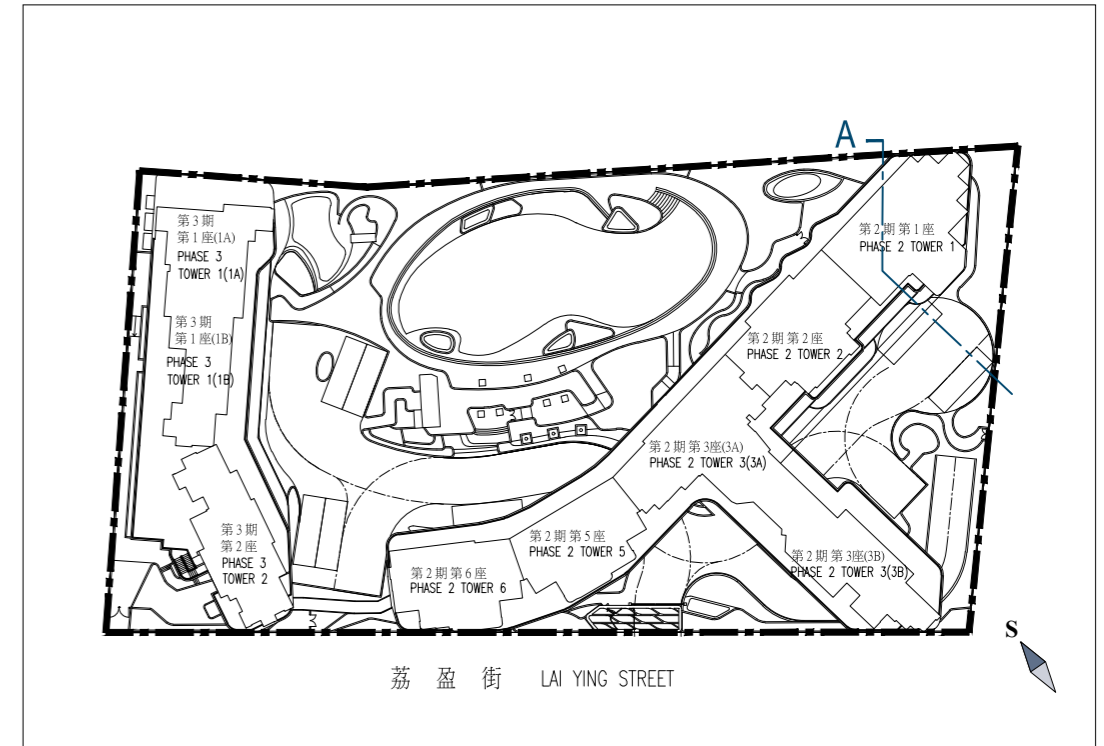 A
第3期
第1座(1A)
PHASE 3
TOWER 1(1A)
第2期第1座
PHASE 2 TOWER 1
第3期
第1座(1B)
PHASE 3
TOWER 1(1B)
第2期第2座
PHASE 2 TOWER 2
第2期第3座(3A)
PHASE 2 TOWER 3(3A)
第3期
第2座
PHASE 3
TOWER 2
第2期第5座
PHASE 2 TOWER 5
第2期第6座
PHASE 2 TOWER 6
第2期第3座(3B)
PHASE 2 TOWER 3(3B)
S
荔盈街 LAI YING STREET